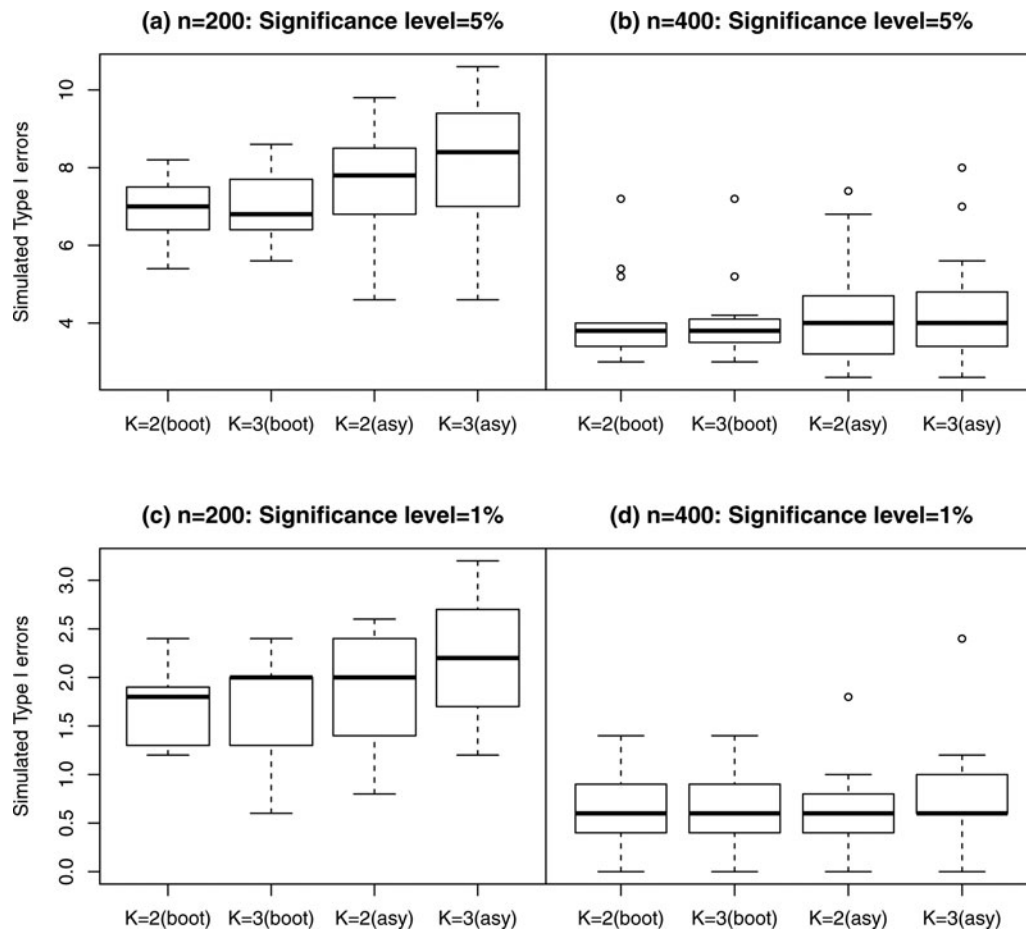 (a) n=200: Significance level=5%
(b) n=400: Significance level=5%
Simulated Type I errors
10
8
6
4
K=2(boot) K=3(boot) K=2(asy) K=3(asy)
K=2(boot) K=3(boot) K=2(asy) K=3(asy)
(c) n=200: Significance level=1%
(d) n=400: Significance level=1%
Simulated Type I errors
3.0
2.5
2.0
1.5
1.0
0.5
0.0
K=2(boot) K=3(boot) K=2(asy) K=3(asy)
K=2(boot) K=3(boot) K=2(asy) K=3(asy)